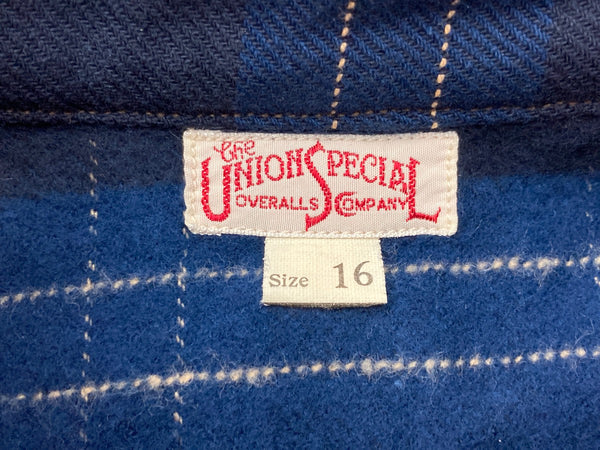 The
UNION SPECIAL
OVERALLS COMPANY
Size 16